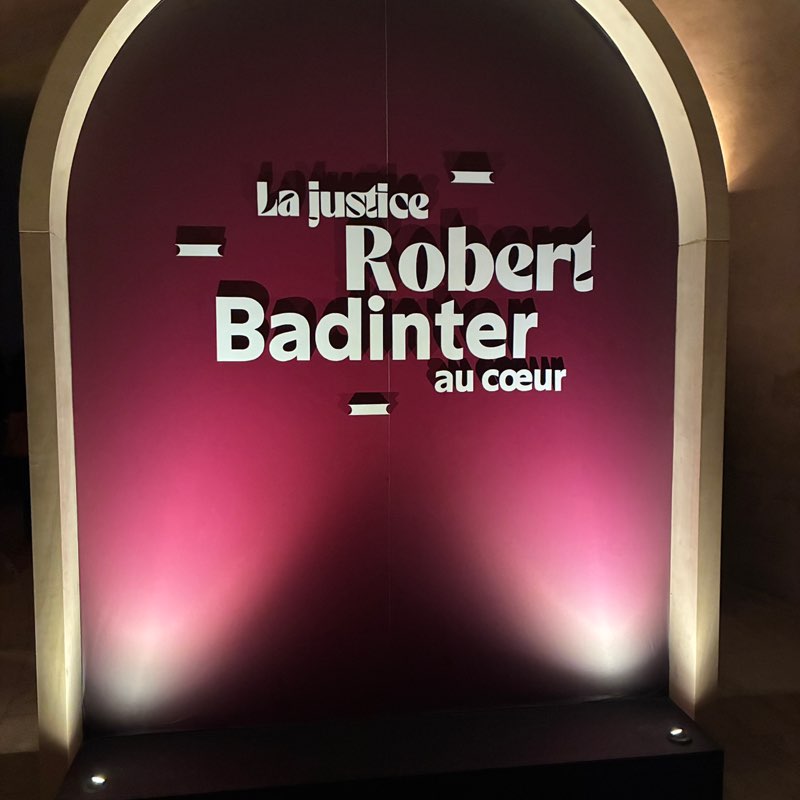 La justice
Robert
Badinter
au cœur